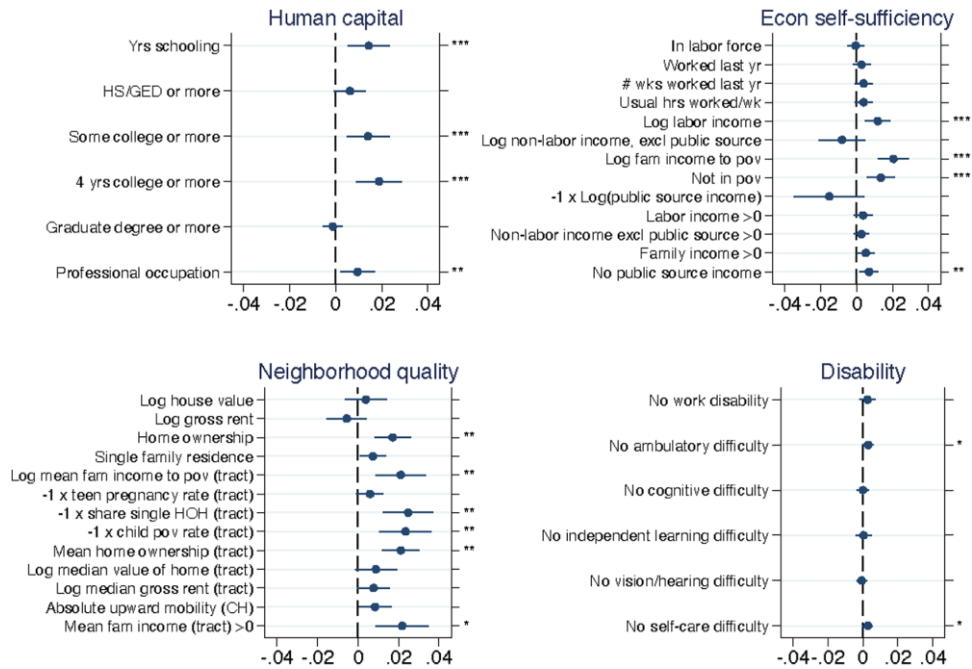 Human capital
Yrs schooling ***
HS/GED or more
Some college or more ***
4 yrs college or more ***
Graduate degree or more
Professional occupation **
-.04 -.02 0 .02 .04
Econ self-sufficiency
In labor force
Worked last yr
# wks worked last yr
Usual hrs worked/wk
Log labor income ***
Log non-labor income, excl public source
Log fam income to pov ***
Not in pov ***
-1 x Log(public source income)
Labor income >0
Non-labor income excl public source >0
Family income >0
No public source income **
-.04 -.02 0 .02 .04
Neighborhood quality
Log house value
Log gross rent
Home ownership **
Single family residence
Log mean fam income to pov (tract) **
-1 x teen pregnancy rate (tract)
-1 x share single HOH (tract) **
-1 x child pov rate (tract) **
Mean home ownership (tract) **
Log median value of home (tract)
Log median gross rent (tract)
Absolute upward mobility (CH)
Mean fam income (tract) >0 *
-.04 -.02 0 .02 .04
Disability
No work disability
No ambulatory difficulty *
No cognitive difficulty
No independent learning difficulty
No vision/hearing difficulty
No self-care difficulty *
-.04 -.02 0 .02 .04